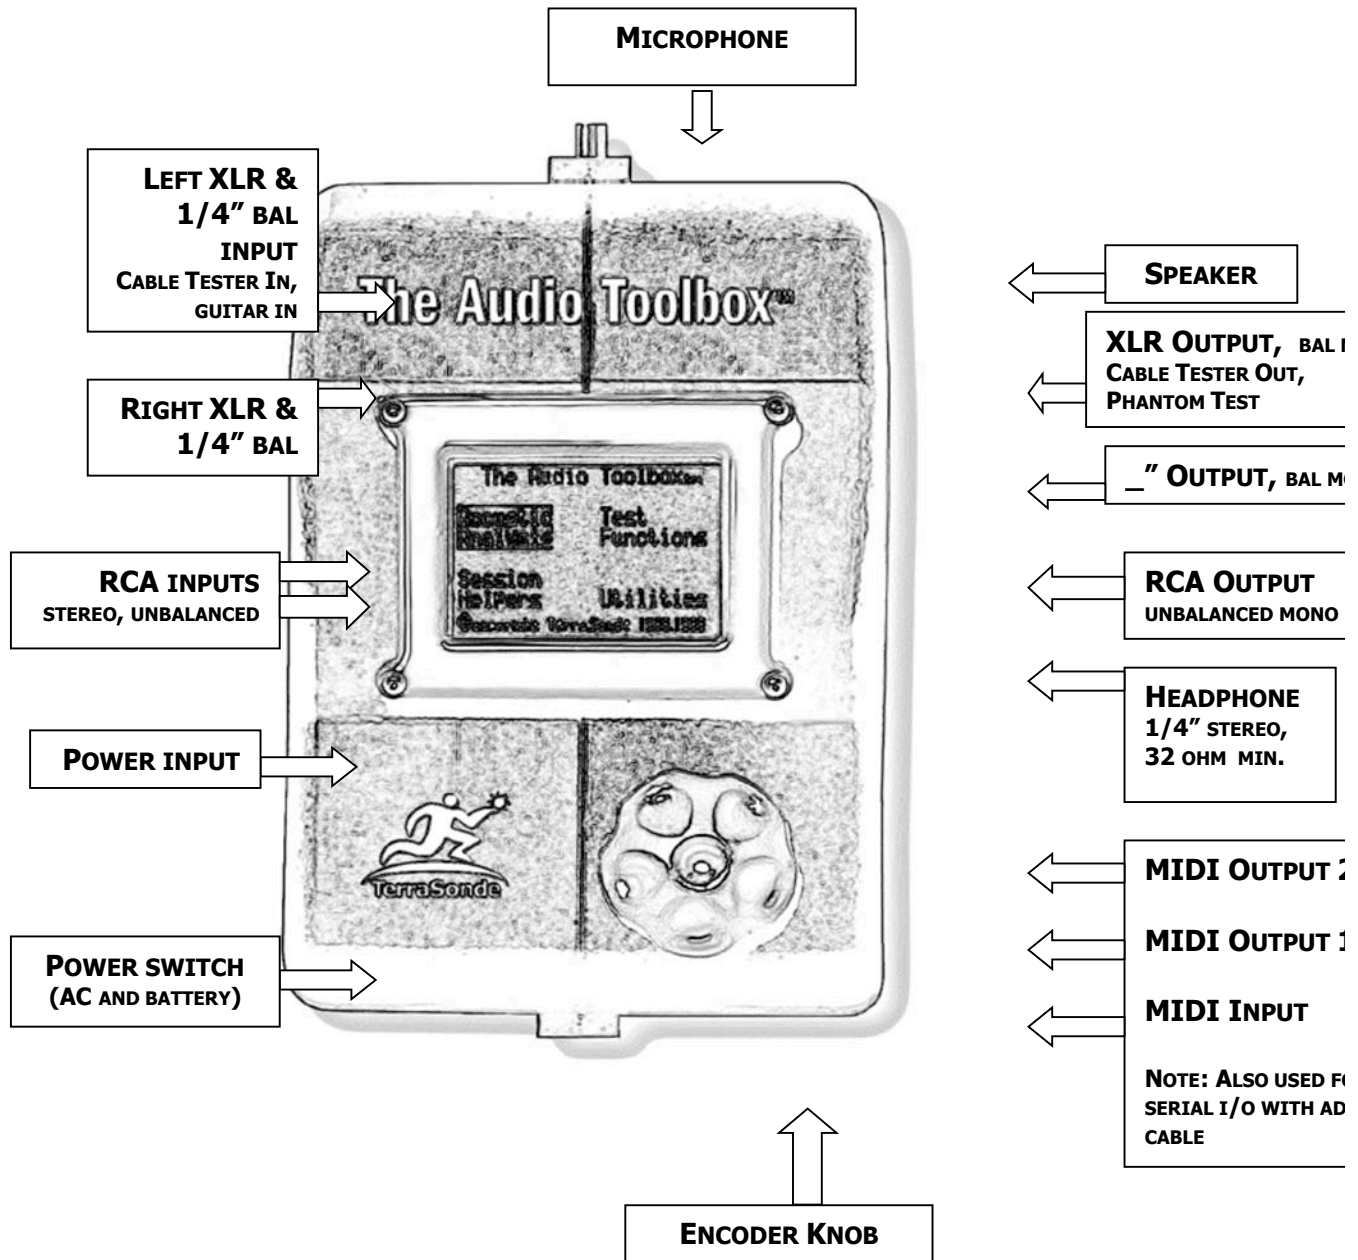 MICROPHONE
LEFT XLR &
1/4” BAL
INPUT
CABLE TESTER IN,
GUITAR IN
The Audio Toolbox™
SPEAKER
XLR OUTPUT, BAL
CABLE TESTER OUT,
PHANTOM TEST
RIGHT XLR &
1/4” BAL
The Audio Toolbox
Acoustic Test
Analysis Functions
Session
Helpers Utilities
_” OUTPUT, BAL
RCA INPUTS
STEREO, UNBALANCED
RCA OUTPUT
UNBALANCED MONO
HEADPHONE
1/4” STEREO,
32 OHM MIN.
POWER INPUT
TerraSonde
MIDI OUTPUT 2
MIDI OUTPUT 1
MIDI INPUT
NOTE: ALSO USED
SERIAL I/O WITH
CABLE
POWER SWITCH
(AC AND BATTERY)
ENCODER KNOB